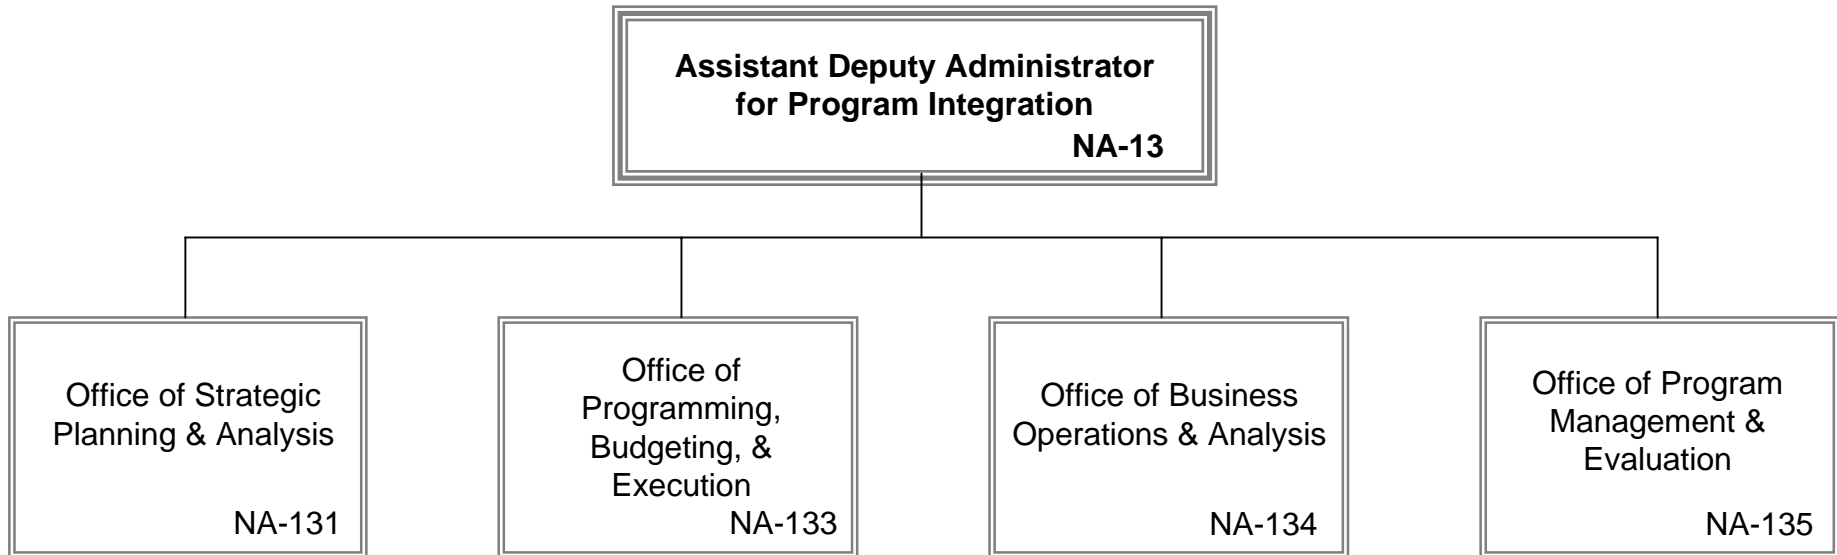 Assistant Deputy Administrator
for Program Integration
NA-13
Office of Strategic
Planning & Analysis
NA-131
Office of
Programming,
Budgeting, &
Execution
NA-133
Office of Business
Operations & Analysis
NA-134
Office of Program
Management &
Evaluation
NA-135